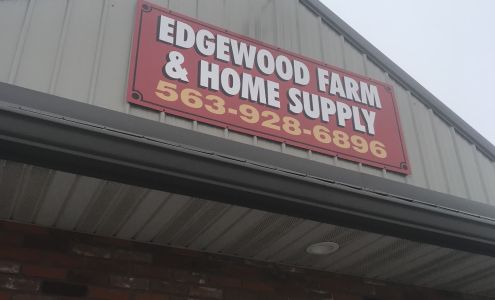 EDGEWOOD FARM
& HOME SUPPLY
563-928-6896